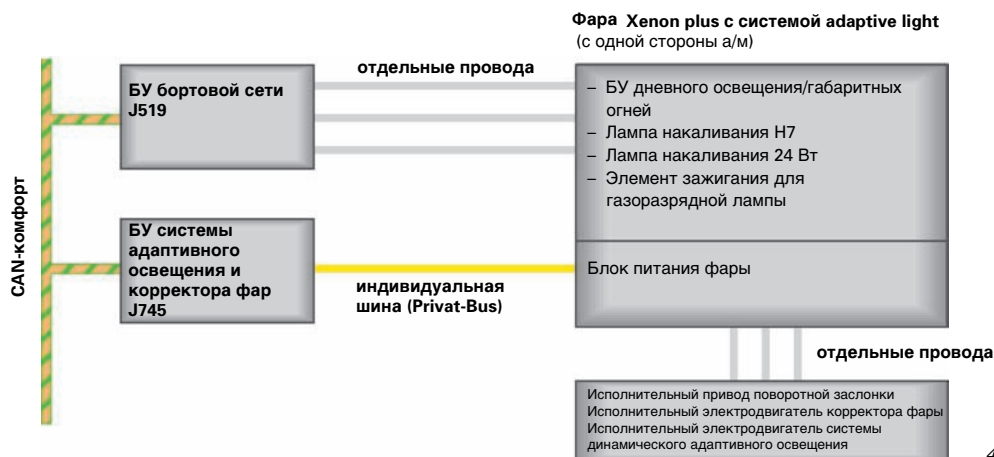 Фара Xenon plus с системой adaptive light
(с одной стороны а/м)
отдельные провода
БУ бортовой сети
J519
– БУ дневного освещения/габаритных
огней
– Лампа накаливания H7
– Лампа накаливания 24 Вт
– Элемент зажигания для
газоразрядной лампы
CAN-комфорт
БУ системы
адаптивного
освещения и
корректора фар
J745
индивидуальная
шина (Privat-Bus)
Блок питания фары
отдельные провода
Исполнительный привод поворотной заслонки
Исполнительный электродвигатель корректора фары
Исполнительный электродвигатель системы
динамического адаптивного освещения